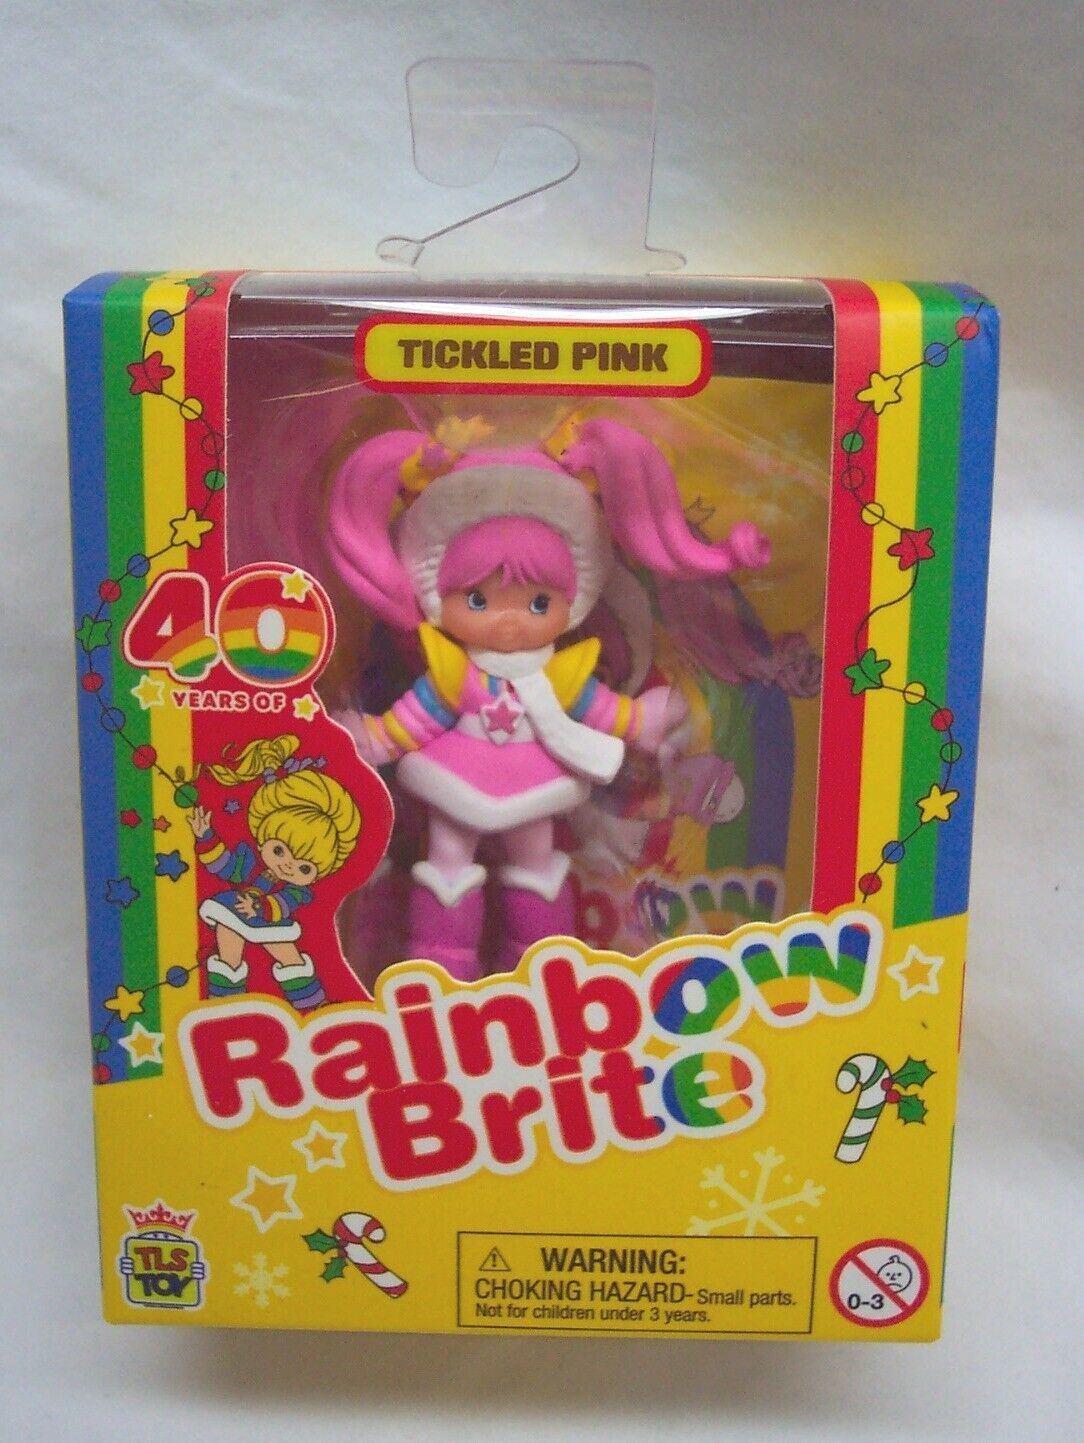 TICKLED PINK
40
YEARS OF
Rainbow
Brite
TLS
TOY
⚠ WARNING:
CHOKING HAZARD-Small parts.
Not for children under 3 years.
0-3